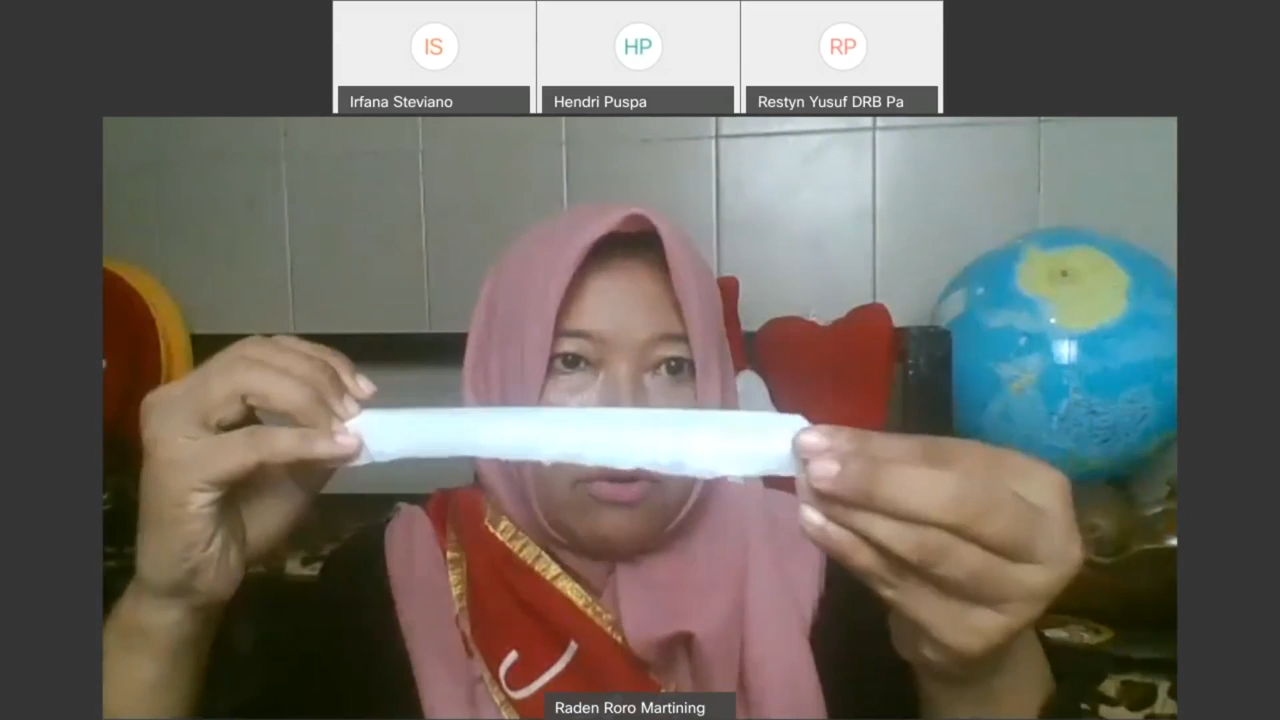 IS
HP
RP
Irfana Steviano
Hendri Puspa
Restyn Yusuf DRB Pa
Raden Roro Martining